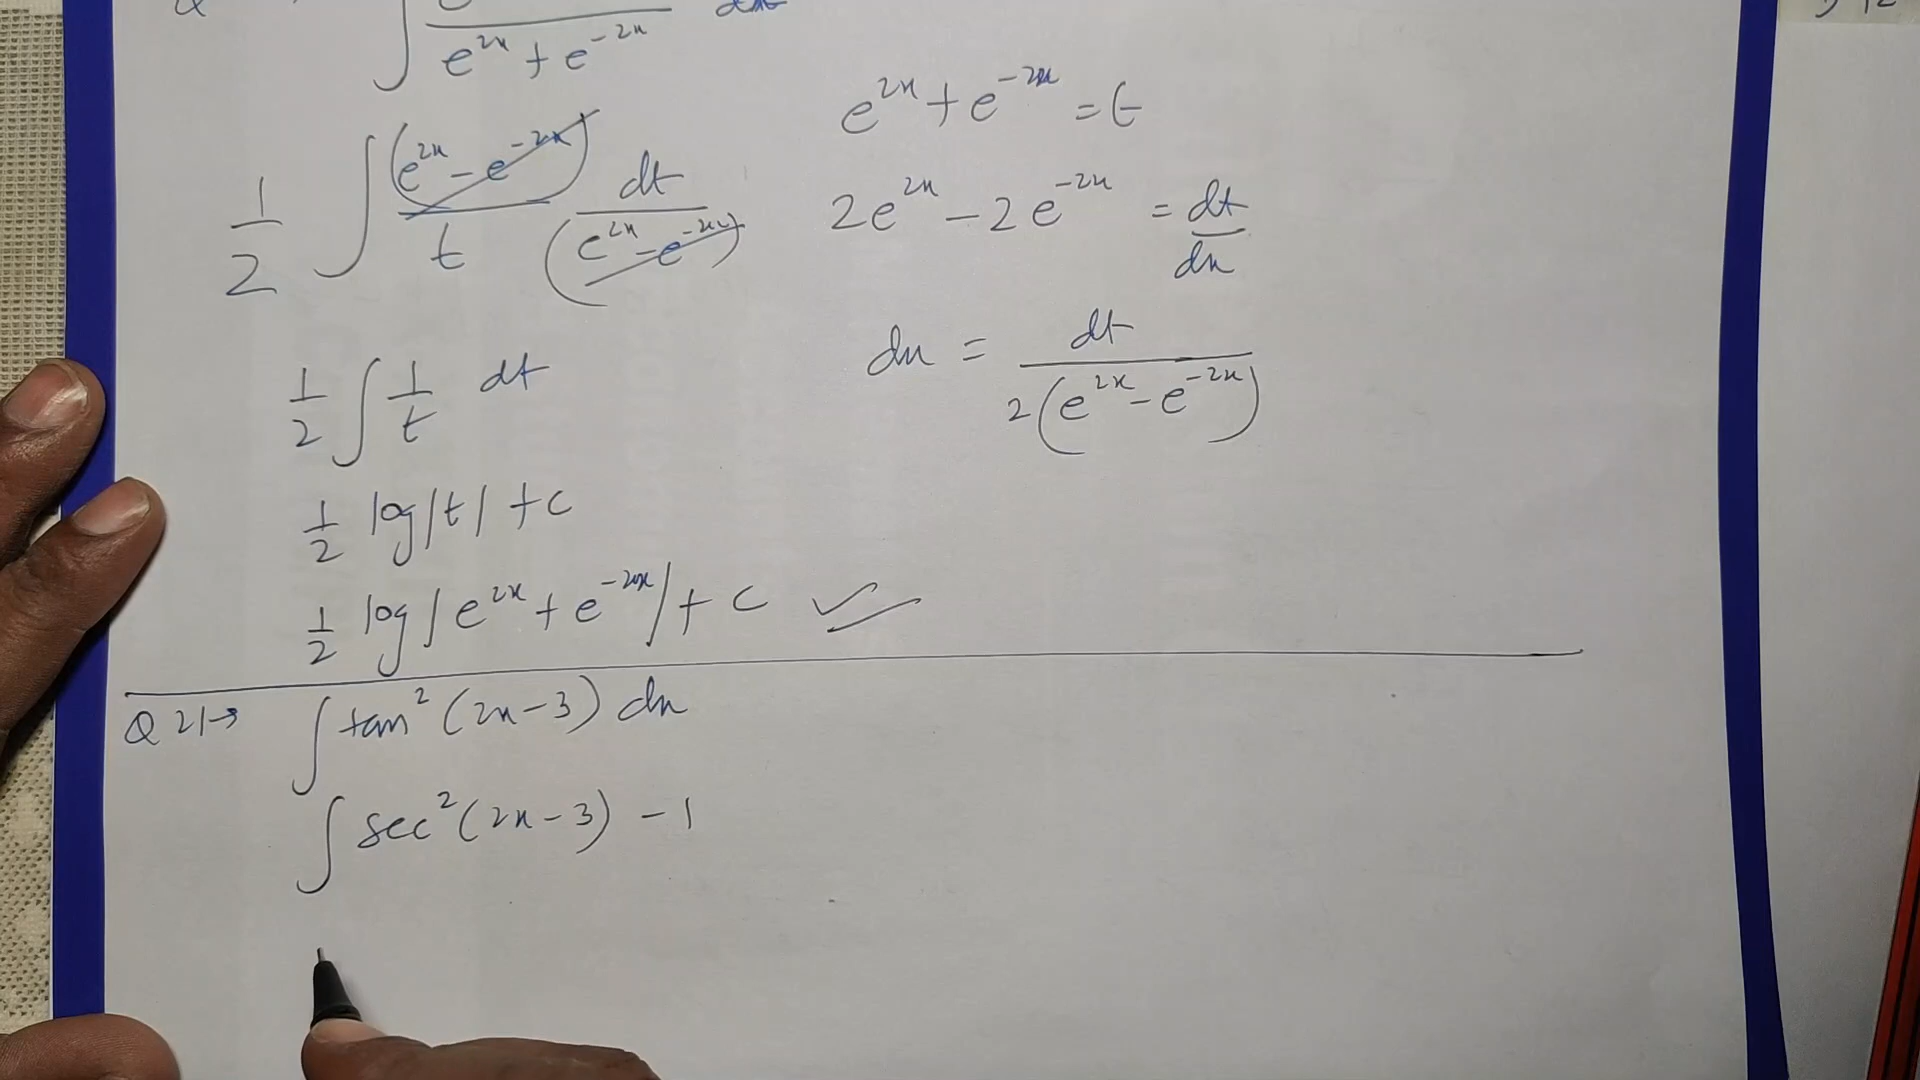 ∫ / e^{2x} + e^{-2x} dx
e^{2x} + e^{-2x} = t
1/2 ∫ (e^{2x} - e^{-2x})/t dt/(e^{2x} - e^{-2x})
2e^{2x} - 2e^{-2x} = dt/dx
dx = dt/2(e^{2x} - e^{-2x})
1/2 ∫ 1/t dt
1/2 log|t| + c
1/2 log|e^{2x} + e^{-2x}| + c
Q 21→ ∫ tan²(2x-3) dx
∫ sec²(2x-3) - 1